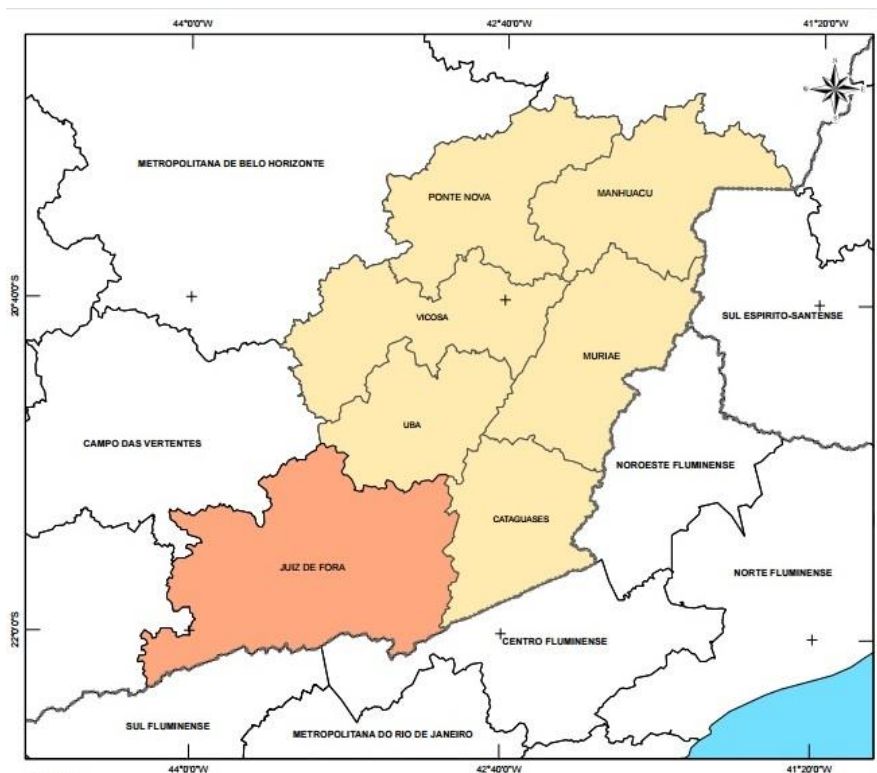 44°0'0"W
42°40'0"W
41°20'0"W
METROPOLITANA DE BELO HORIZONTE
PONTE NOVA
MANHUACU
20°40'0"S
VICOSA
SUL ESPIRITO-SANTENSE
MURIAE
UBA
CAMPO DAS VERTENTES
NOROESTE FLUMINENSE
CATAGUASES
JUIZ DE FORA
NORTE FLUMINENSE
22°0'0"S
CENTRO FLUMINENSE
SUL FLUMINENSE
METROPOLITANA DO RIO DE JANEIRO
44°0'0"W
42°40'0"W
41°20'0"W